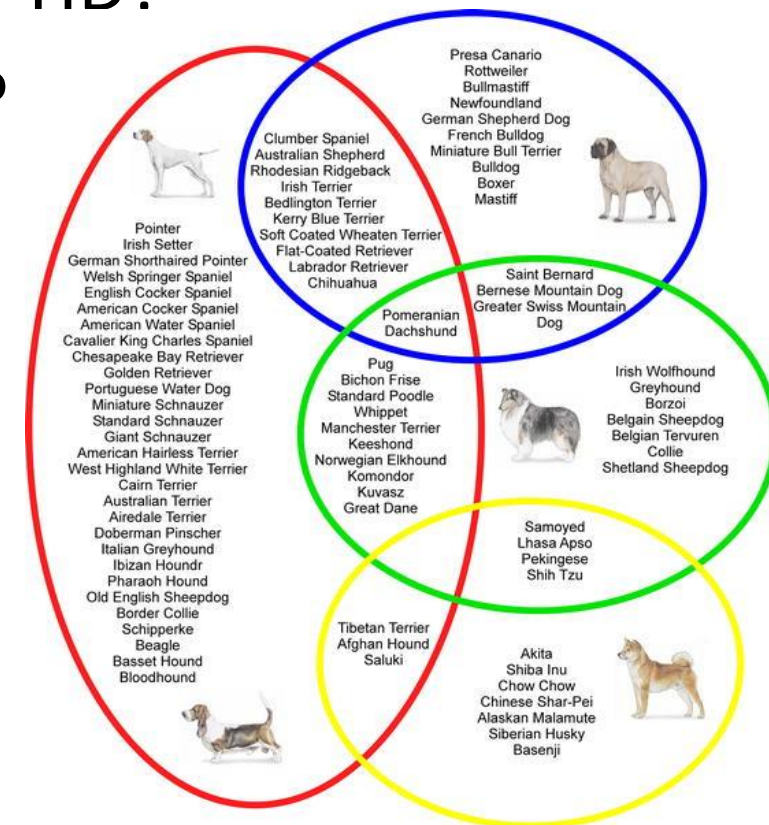 Presa Canario
Rottweiler
Bullmastiff
Newfoundland
German Shepherd Dog
French Bulldog
Miniature Bull Terrier
Bulldog
Boxer
Mastiff
Clumber Spaniel
Australian Shepherd
Rhodesian Ridgeback
Irish Terrier
Bedlington Terrier
Kerry Blue Terrier
Soft Coated Wheaten Terrier
Flat-Coated Retriever
Labrador Retriever
Chihuahua
Pointer
Irish Setter
German Shorthaired Pointer
Welsh Springer Spaniel
English Cocker Spaniel
American Cocker Spaniel
American Water Spaniel
Cavalier King Charles Spaniel
Chesapeake Bay Retriever
Golden Retriever
Portuguese Water Dog
Miniature Schnauzer
Standard Schnauzer
Giant Schnauzer
American Hairless Terrier
West Highland White Terrier
Cairn Terrier
Australian Terrier
Airedale Terrier
Doberman Pinscher
Italian Greyhound
Ibizan Houndr
Pharaoh Hound
Old English Sheepdog
Border Collie
Schipperke
Beagle
Basset Hound
Bloodhound
Saint Bernard
Bernese Mountain Dog
Greater Swiss Mountain
Dog
Pomeranian
Dachshund
Pug
Bichon Frise
Standard Poodle
Whippet
Manchester Terrier
Keeshond
Norwegian Elkhound
Komondor
Kuvasz
Great Dane
Irish Wolfhound
Greyhound
Borzoi
Belgain Sheepdog
Belgian Tervuren
Collie
Shetland Sheepdog
Samoyed
Lhasa Apso
Pekingese
Shih Tzu
Tibetan Terrier
Afghan Hound
Saluki
Akita
Shiba Inu
Chow Chow
Chinese Shar-Pei
Alaskan Malamute
Siberian Husky
Basenji